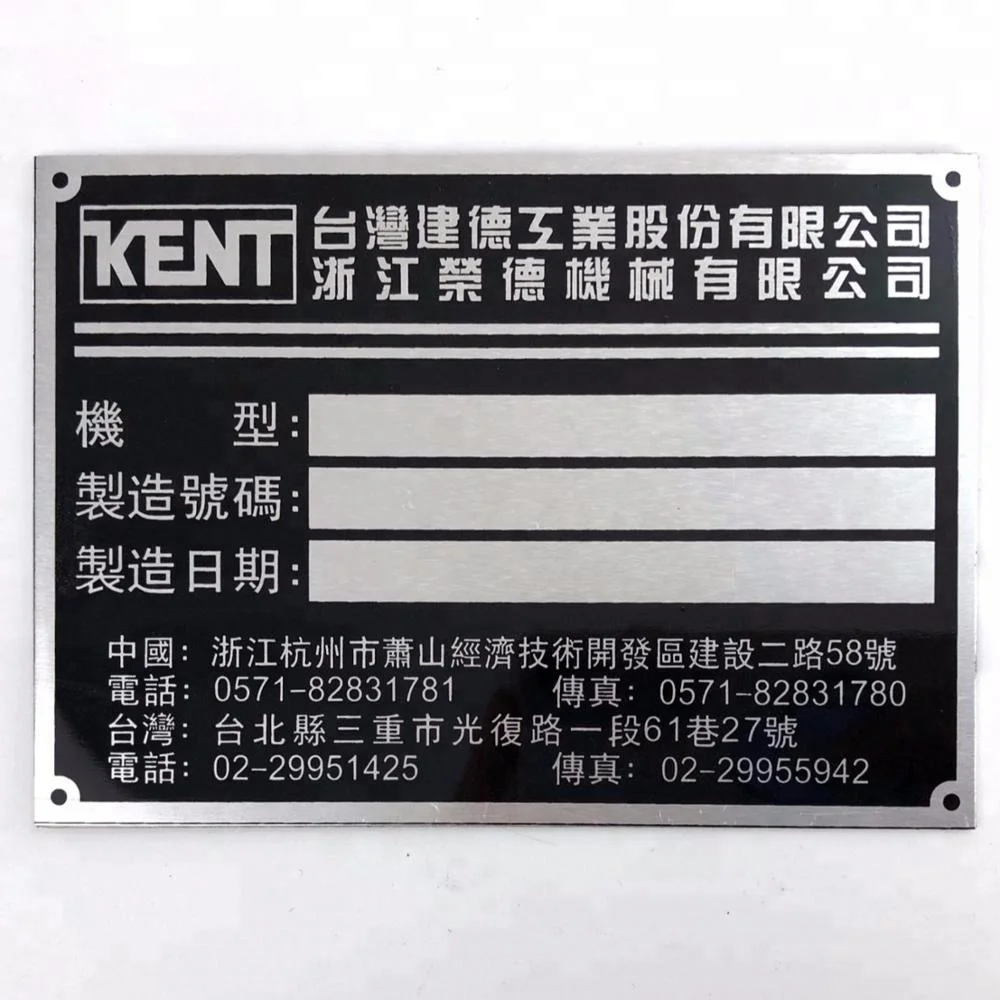 KENT
台灣建德工業股份有限公司
浙江榮德機械有限公司
機 型:
製造號碼:
製造日期:
中國: 浙江杭州市蕭山經濟技術開發區建設二路58號
電話: 0571-82831781 傳真: 0571-82831780
台灣: 台北縣三重市光復路一段61巷27號
電話: 02-29951425 傳真: 02-29955942